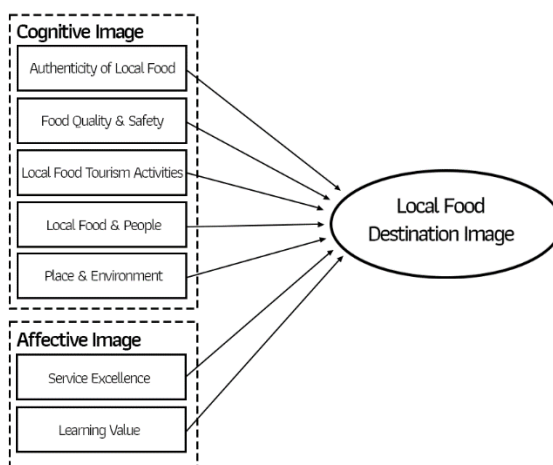 Cognitive Image
Authenticity of Local Food
Food Quality & Safety
Local Food Tourism Activities
Local Food & People
Place & Environment
Affective Image
Service Excellence
Learning Value
Local Food
Destination Image